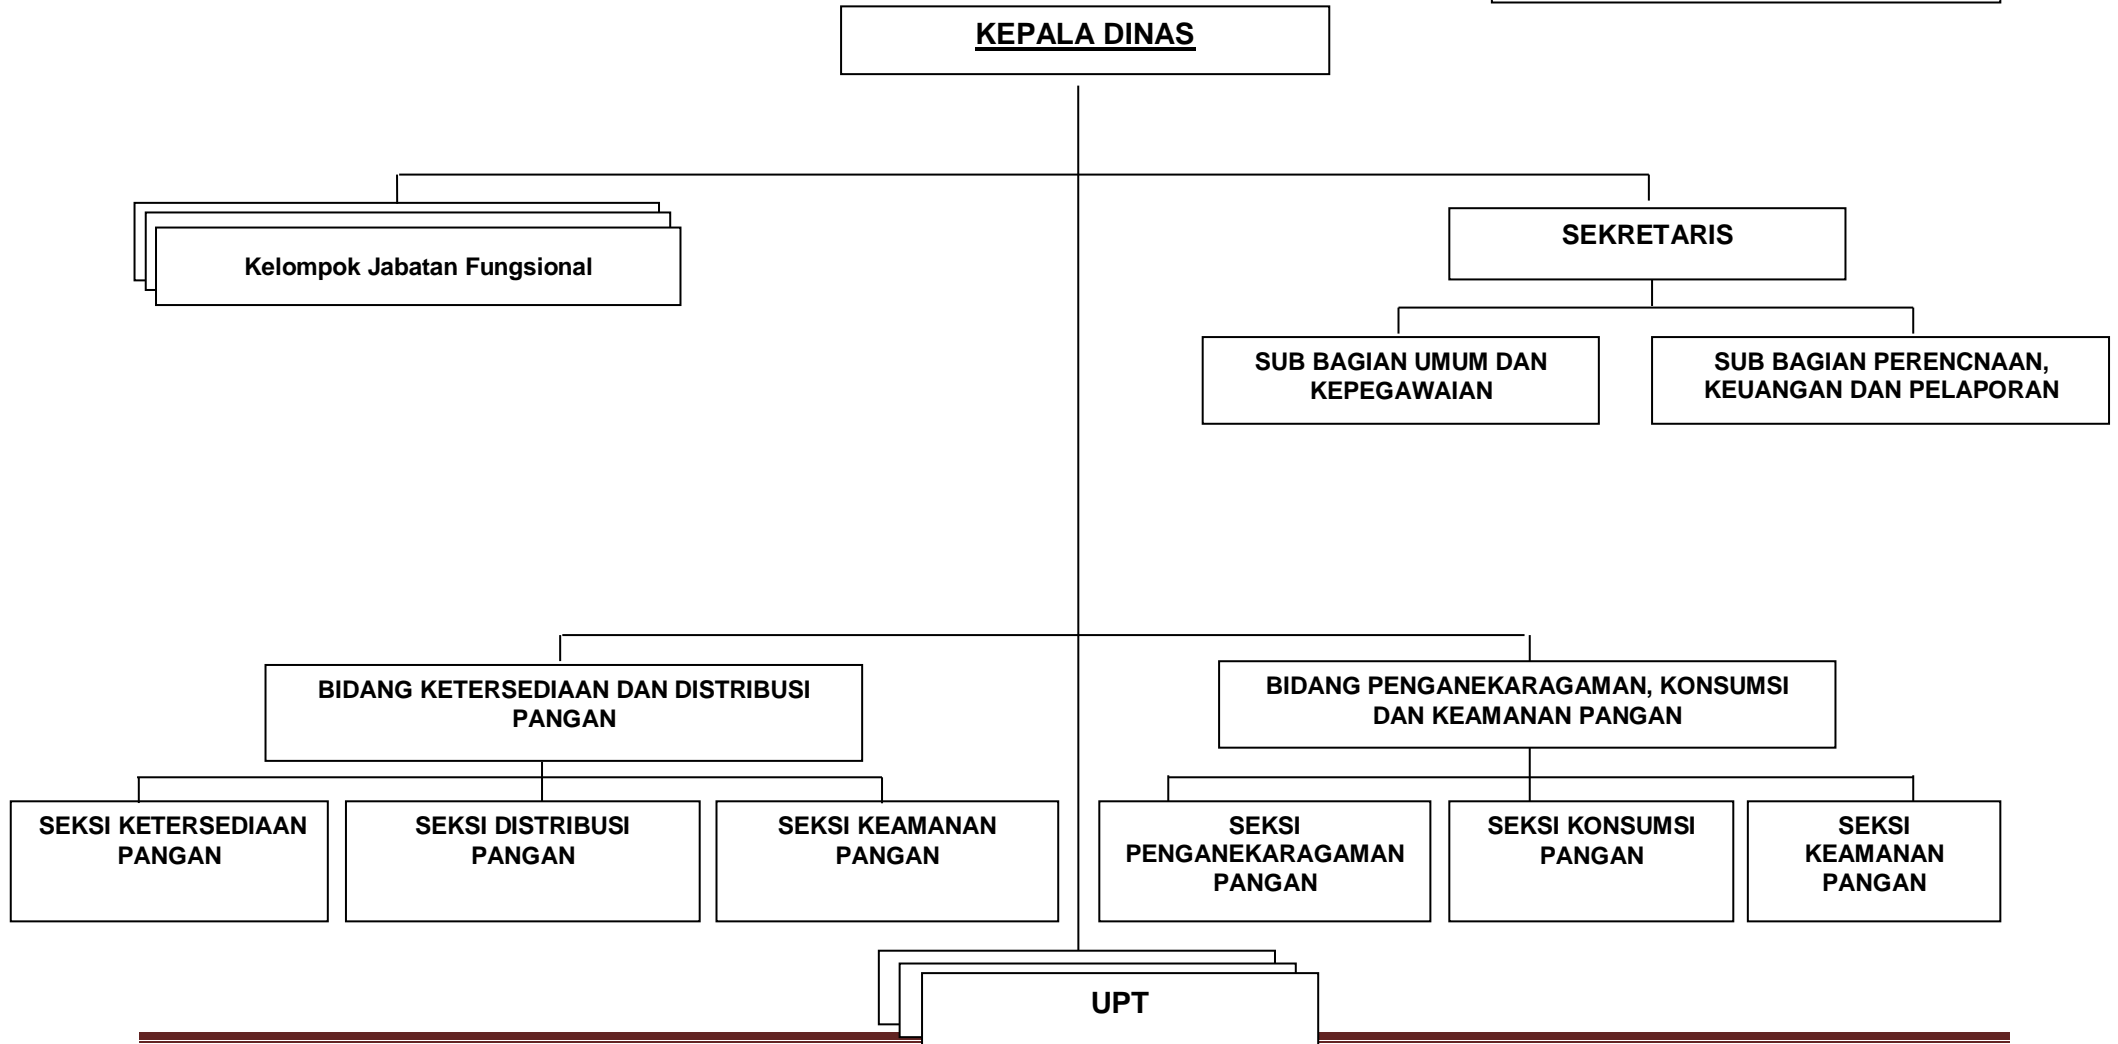 KEPALA DINAS
Kelompok Jabatan Fungsional
SEKRETARIS
SUB BAGIAN UMUM DAN
KEPEGAWAIAN
SUB BAGIAN PERENCNAAN,
KEUANGAN DAN PELAPORAN
BIDANG KETERSEDIAAN DAN DISTRIBUSI
PANGAN
BIDANG PENGANEKARAGAMAN, KONSUMSI
DAN KEAMANAN PANGAN
SEKSI KETERSEDIAAN
PANGAN
SEKSI DISTRIBUSI
PANGAN
SEKSI KEAMANAN
PANGAN
SEKSI
PENGANEKARAGAMAN
PANGAN
SEKSI KONSUMSI
PANGAN
SEKSI
KEAMANAN
PANGAN
UPT